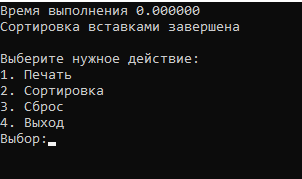 Время выполнения 0.000000
Сортировка вставками завершена
Выберите нужное действие:
1. Печать
2. Сортировка
3. Сброс
4. Выход
Выбор: